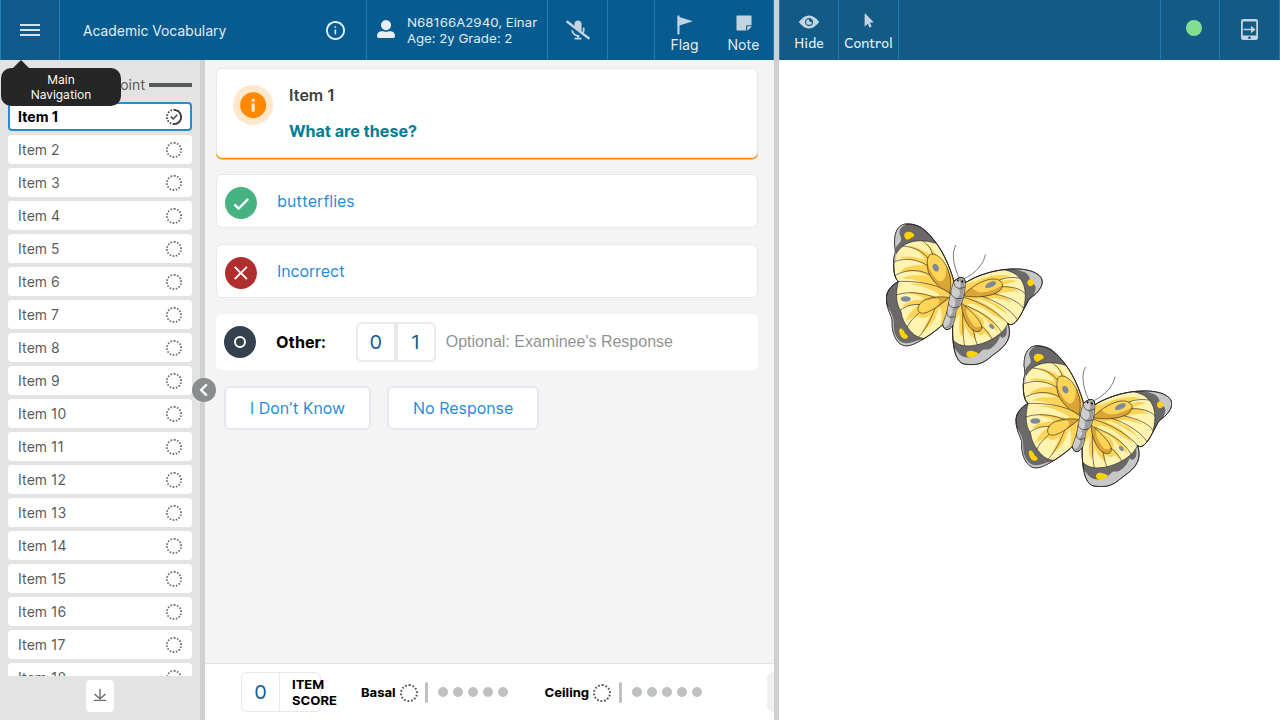 Academic Vocabulary
N68166A2940, Einar
Age: 2y Grade: 2
Flag
Note
Hide
Control
Main
Navigation
oint
Item 1
Item 2
Item 3
Item 4
Item 5
Item 6
Item 7
Item 8
Item 9
Item 10
Item 11
Item 12
Item 13
Item 14
Item 15
Item 16
Item 17
Item 18
Item 1
What are these?
butterflies
Incorrect
Other:
0
1
Optional: Examinee's Response
I Don't Know
No Response
0
ITEM
SCORE
Basal
Ceiling